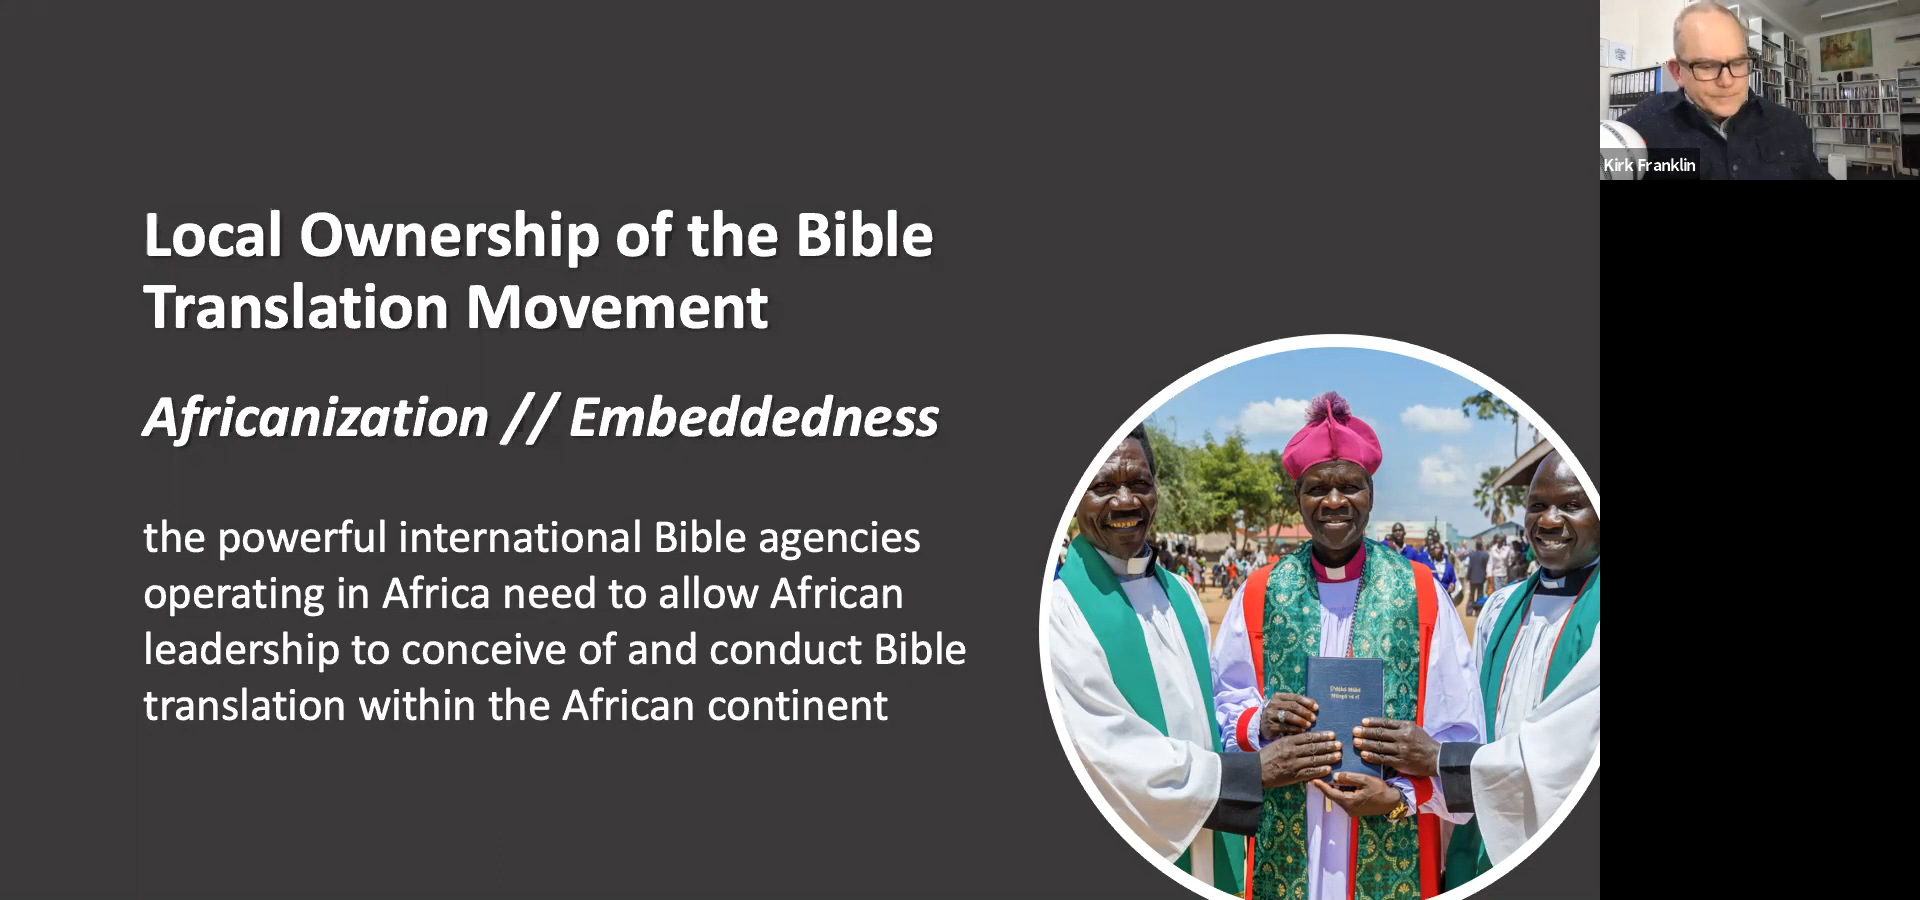 Local Ownership of the Bible
Translation Movement
Africanization // Embeddedness
the powerful international Bible agencies
operating in Africa need to allow African
leadership to conceive of and conduct Bible
translation within the African continent
Kirk Franklin